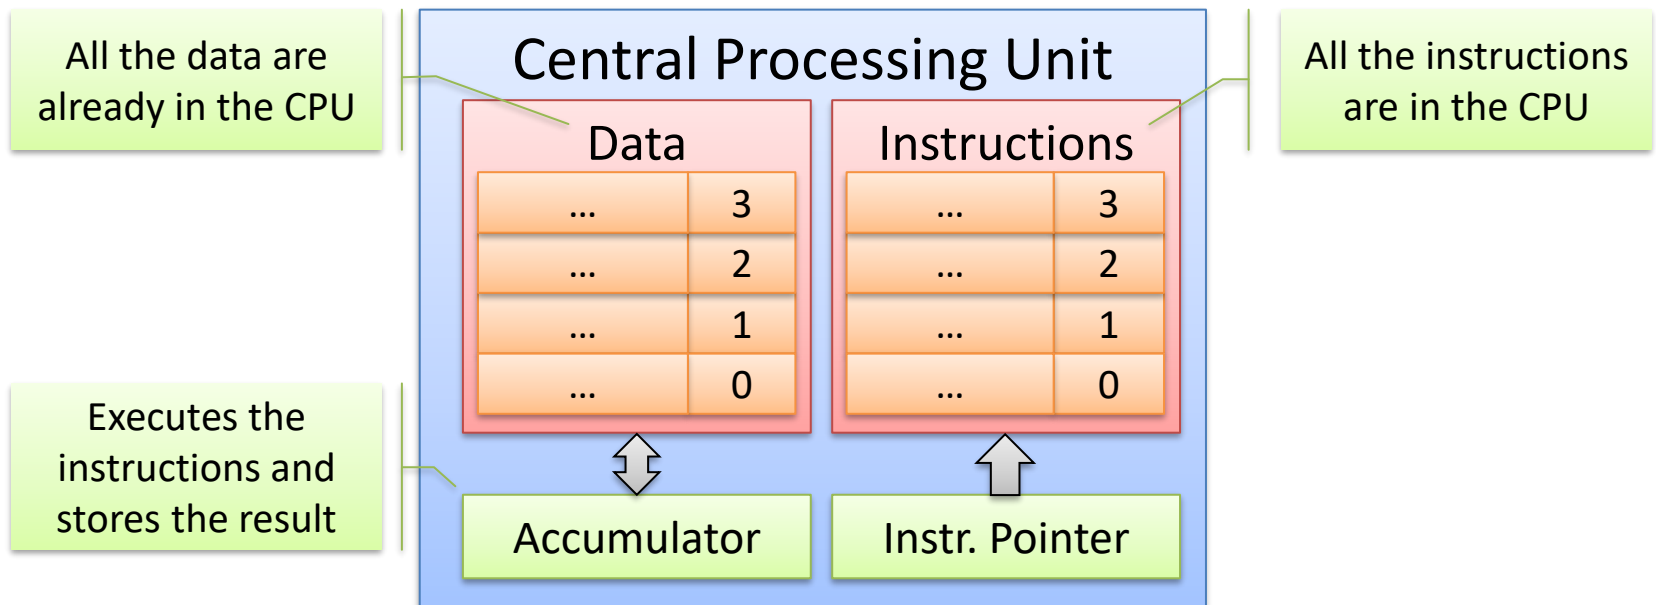 All the data are
already in the CPU
Central Processing Unit
All the instructions
are in the CPU
Data
Instructions
... 3
... 2
... 1
... 0
... 3
... 2
... 1
... 0
Executes the
instructions and
stores the result
Accumulator
Instr. Pointer